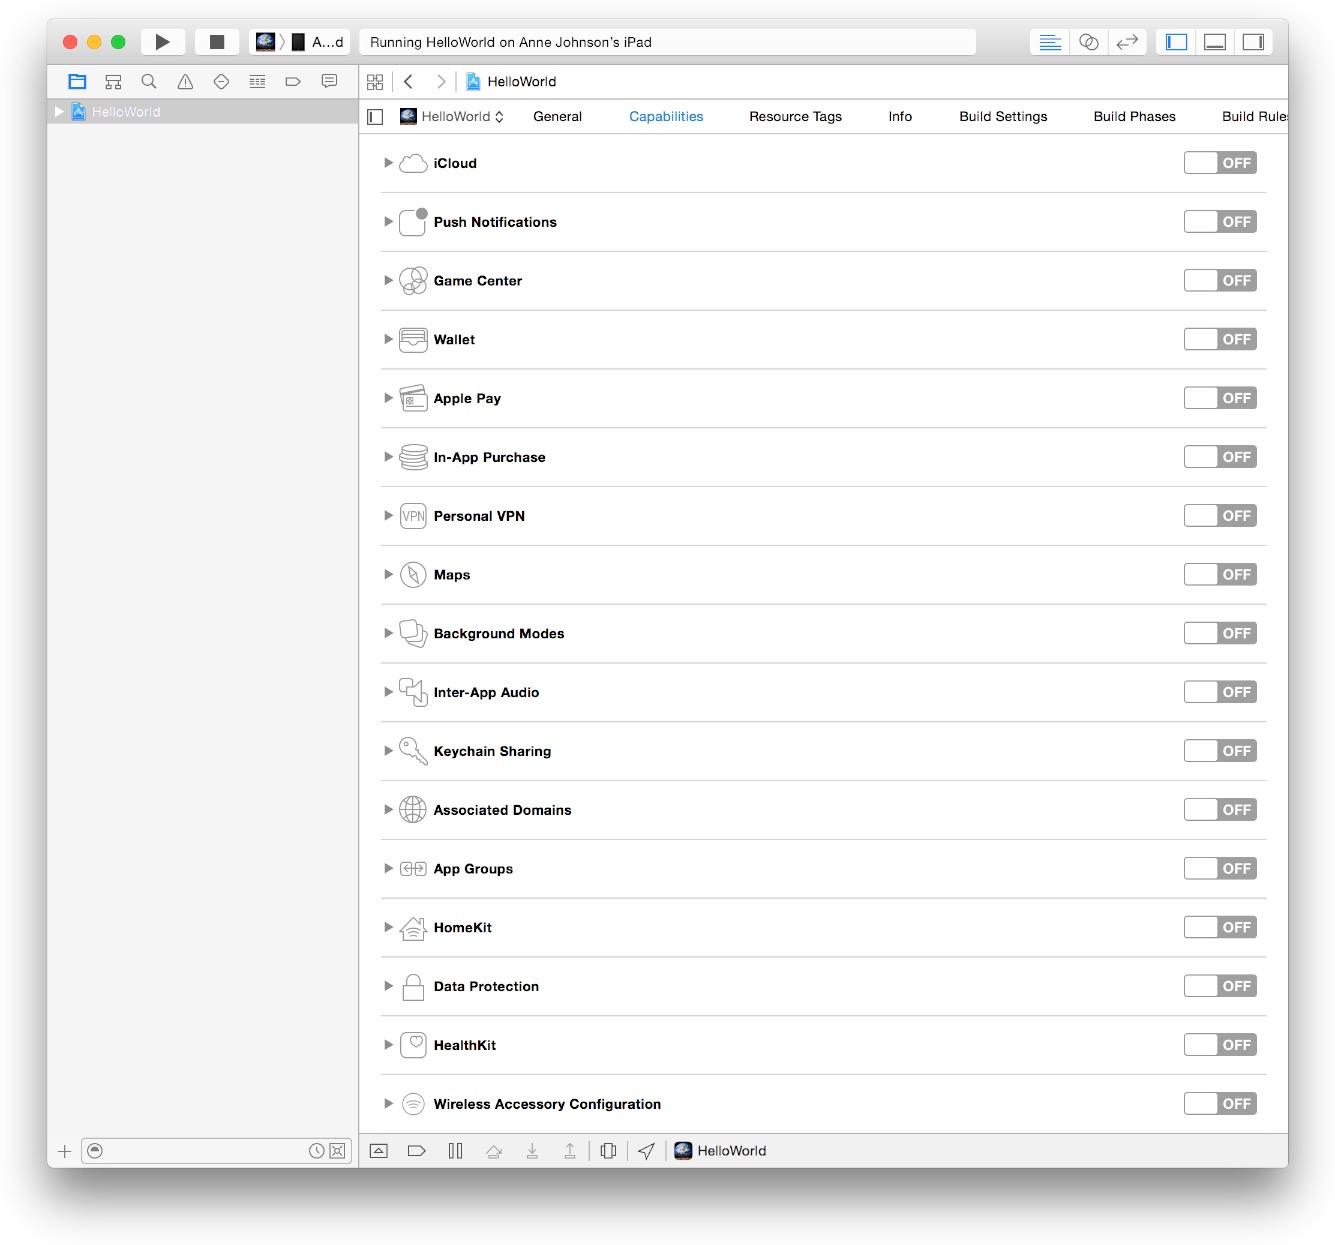 A...d
Running HelloWorld on Anne Johnson's iPad
HelloWorld
HelloWorld
HelloWorld General Capabilities Resource Tags Info Build Settings Build Phases Build Rules
iCloud OFF
Push Notifications OFF
Game Center OFF
Wallet OFF
Apple Pay OFF
In-App Purchase OFF
VPN Personal VPN OFF
Maps OFF
Background Modes OFF
Inter-App Audio OFF
Keychain Sharing OFF
Associated Domains OFF
App Groups OFF
HomeKit OFF
Data Protection OFF
HealthKit OFF
Wireless Accessory Configuration OFF
HelloWorld